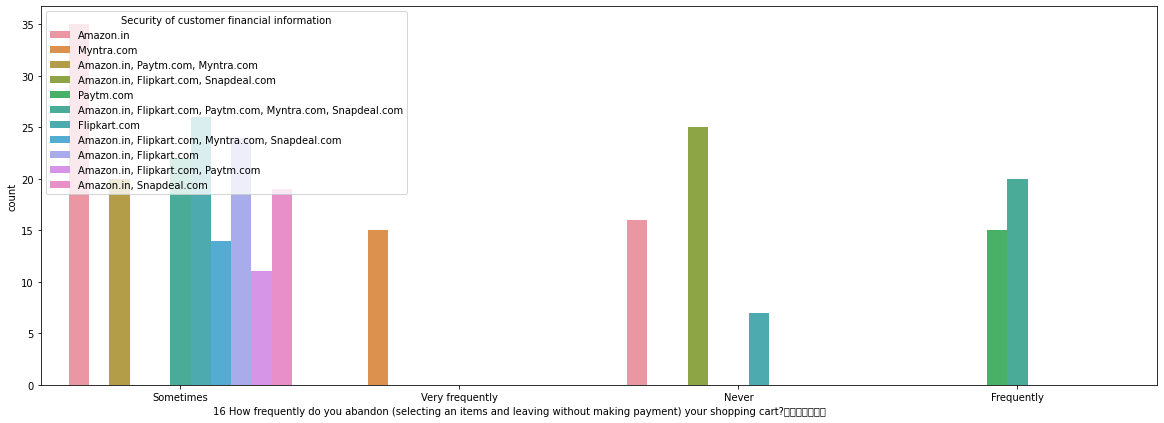 Security of customer financial information
Amazon.in
Myntra.com
Amazon.in, Paytm.com, Myntra.com
Amazon.in, Flipkart.com, Snapdeal.com
Paytm.com
Amazon.in, Flipkart.com, Paytm.com, Myntra.com, Snapdeal.com
Flipkart.com
Amazon.in, Flipkart.com, Myntra.com, Snapdeal.com
Amazon.in, Flipkart.com
Amazon.in, Flipkart.com, Paytm.com
Amazon.in, Snapdeal.com
35
30
25
20
15
10
5
0
count
Sometimes
Very frequently
Never
Frequently
16 How frequently do you abandon (selecting an items and leaving without making payment) your shopping cart?